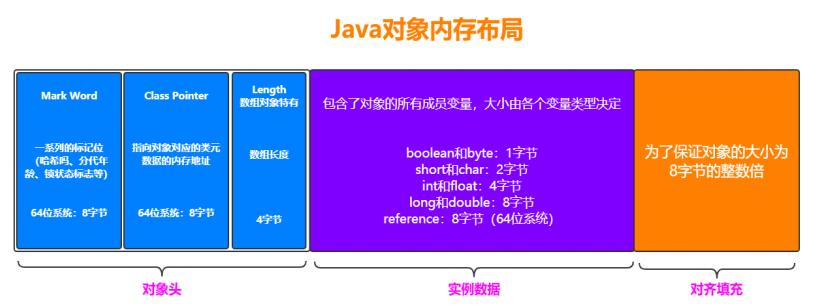 Java对象内存布局
Mark Word
一系列的标记位
（哈希码、分代年
龄、锁状态标志等）
64位系统：8字节
Class Pointer
指向对象对应的类元
数据的内存地址
64位系统：8字节
Length
数组对象特有
数组长度
4字节
包含了对象的所有成员变量，大小由各个变量类型决定
boolean和byte：1字节
short和char：2字节
int和float：4字节
long和double：8字节
reference：8字节（64位系统）
为了保证对象的大小为
8字节的整数倍
对象头
实例数据
对齐填充